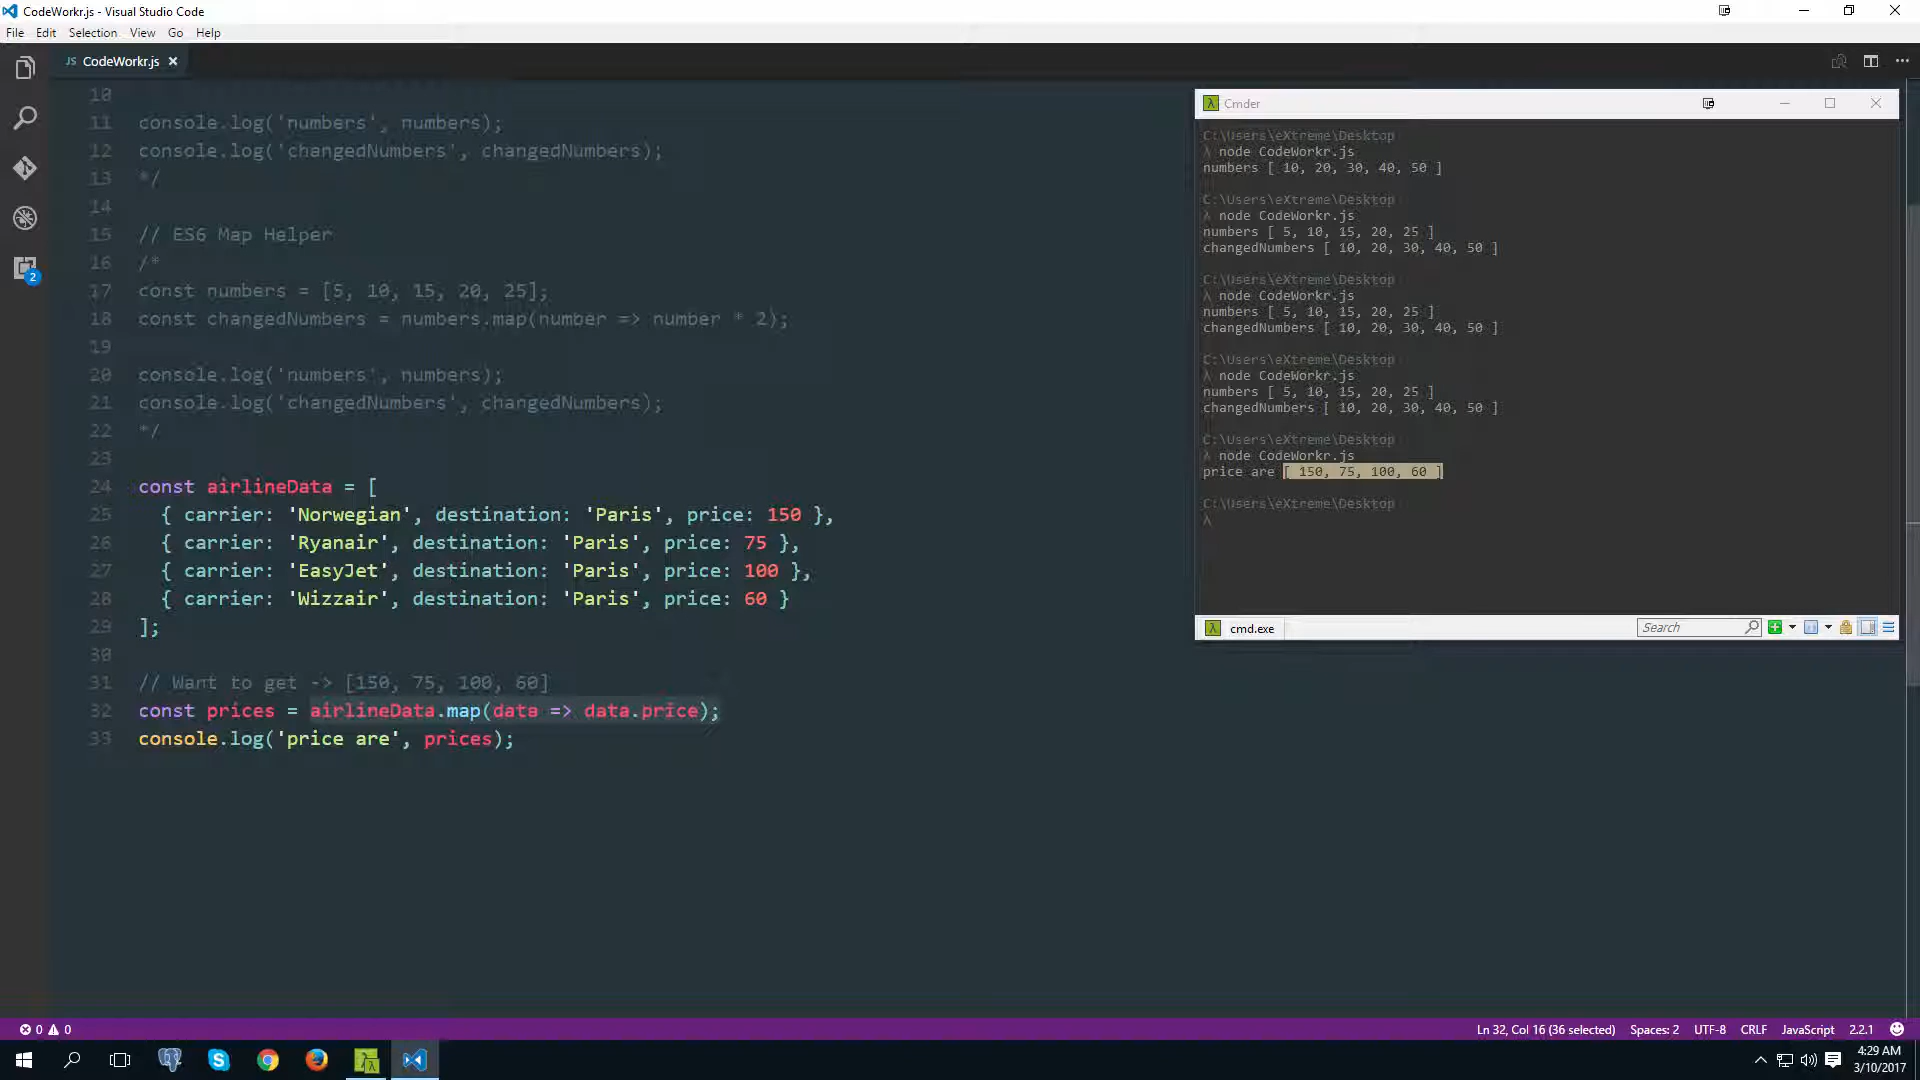 CodeWorkr.js - Visual Studio Code
File Edit Selection View Go Help
JS CodeWorkr.js
10
11 console.log('numbers', numbers);
12 console.log('changedNumbers', changedNumbers);
13 */
14
15 // ES6 Map Helper
16 /*
17 const numbers = [5, 10, 15, 20, 25];
18 const changedNumbers = numbers.map(number => number * 2);
19
20 console.log('numbers', numbers);
21 console.log('changedNumbers', changedNumbers);
22 */
23
24 const airlineData = [
25 { carrier: 'Norwegian', destination: 'Paris', price: 150 },
26 { carrier: 'Ryanair', destination: 'Paris', price: 75 },
27 { carrier: 'EasyJet', destination: 'Paris', price: 100 },
28 { carrier: 'Wizzair', destination: 'Paris', price: 60 }
29 ];
30
31 // Want to get -> [150, 75, 100, 60]
32 const prices = airlineData.map(data => data.price);
33 console.log('price are', prices);
2
λ Cmder
C:\Users\eXtreme\Desktop
λ node CodeWorkr.js
numbers [ 10, 20, 30, 40, 50 ]
C:\Users\eXtreme\Desktop
λ node CodeWorkr.js
numbers [ 5, 10, 15, 20, 25 ]
changedNumbers [ 10, 20, 30, 40, 50 ]
C:\Users\eXtreme\Desktop
λ node CodeWorkr.js
numbers [ 5, 10, 15, 20, 25 ]
changedNumbers [ 10, 20, 30, 40, 50 ]
C:\Users\eXtreme\Desktop
λ node CodeWorkr.js
numbers [ 5, 10, 15, 20, 25 ]
changedNumbers [ 10, 20, 30, 40, 50 ]
C:\Users\eXtreme\Desktop
λ node CodeWorkr.js
price are [ 150, 75, 100, 60 ]
C:\Users\eXtreme\Desktop
λ
λ cmd.exe Search
0 0 Ln 32, Col 16 (36 selected) Spaces: 2 UTF-8 CRLF JavaScript 2.2.1
4:29 AM
3/10/2017